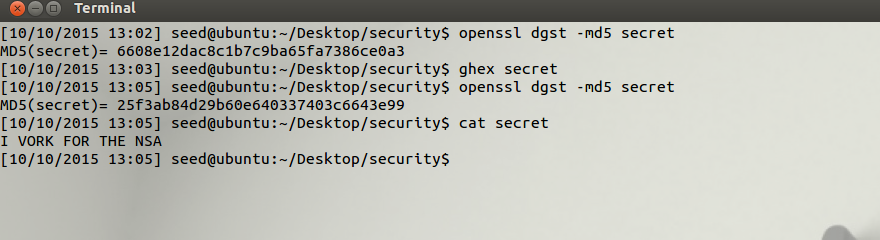 Terminal
[10/10/2015 13:02] seed@ubuntu:~/Desktop/security$ openssl dgst -md5 secret
MD5(secret)= 6608e12dac8c1b7c9ba65fa7386ce0a3
[10/10/2015 13:03] seed@ubuntu:~/Desktop/security$ ghex secret
[10/10/2015 13:05] seed@ubuntu:~/Desktop/security$ openssl dgst -md5 secret
MD5(secret)= 25f3ab84d29b60e640337403c6643e99
[10/10/2015 13:05] seed@ubuntu:~/Desktop/security$ cat secret
I VORK FOR THE NSA
[10/10/2015 13:05] seed@ubuntu:~/Desktop/security$